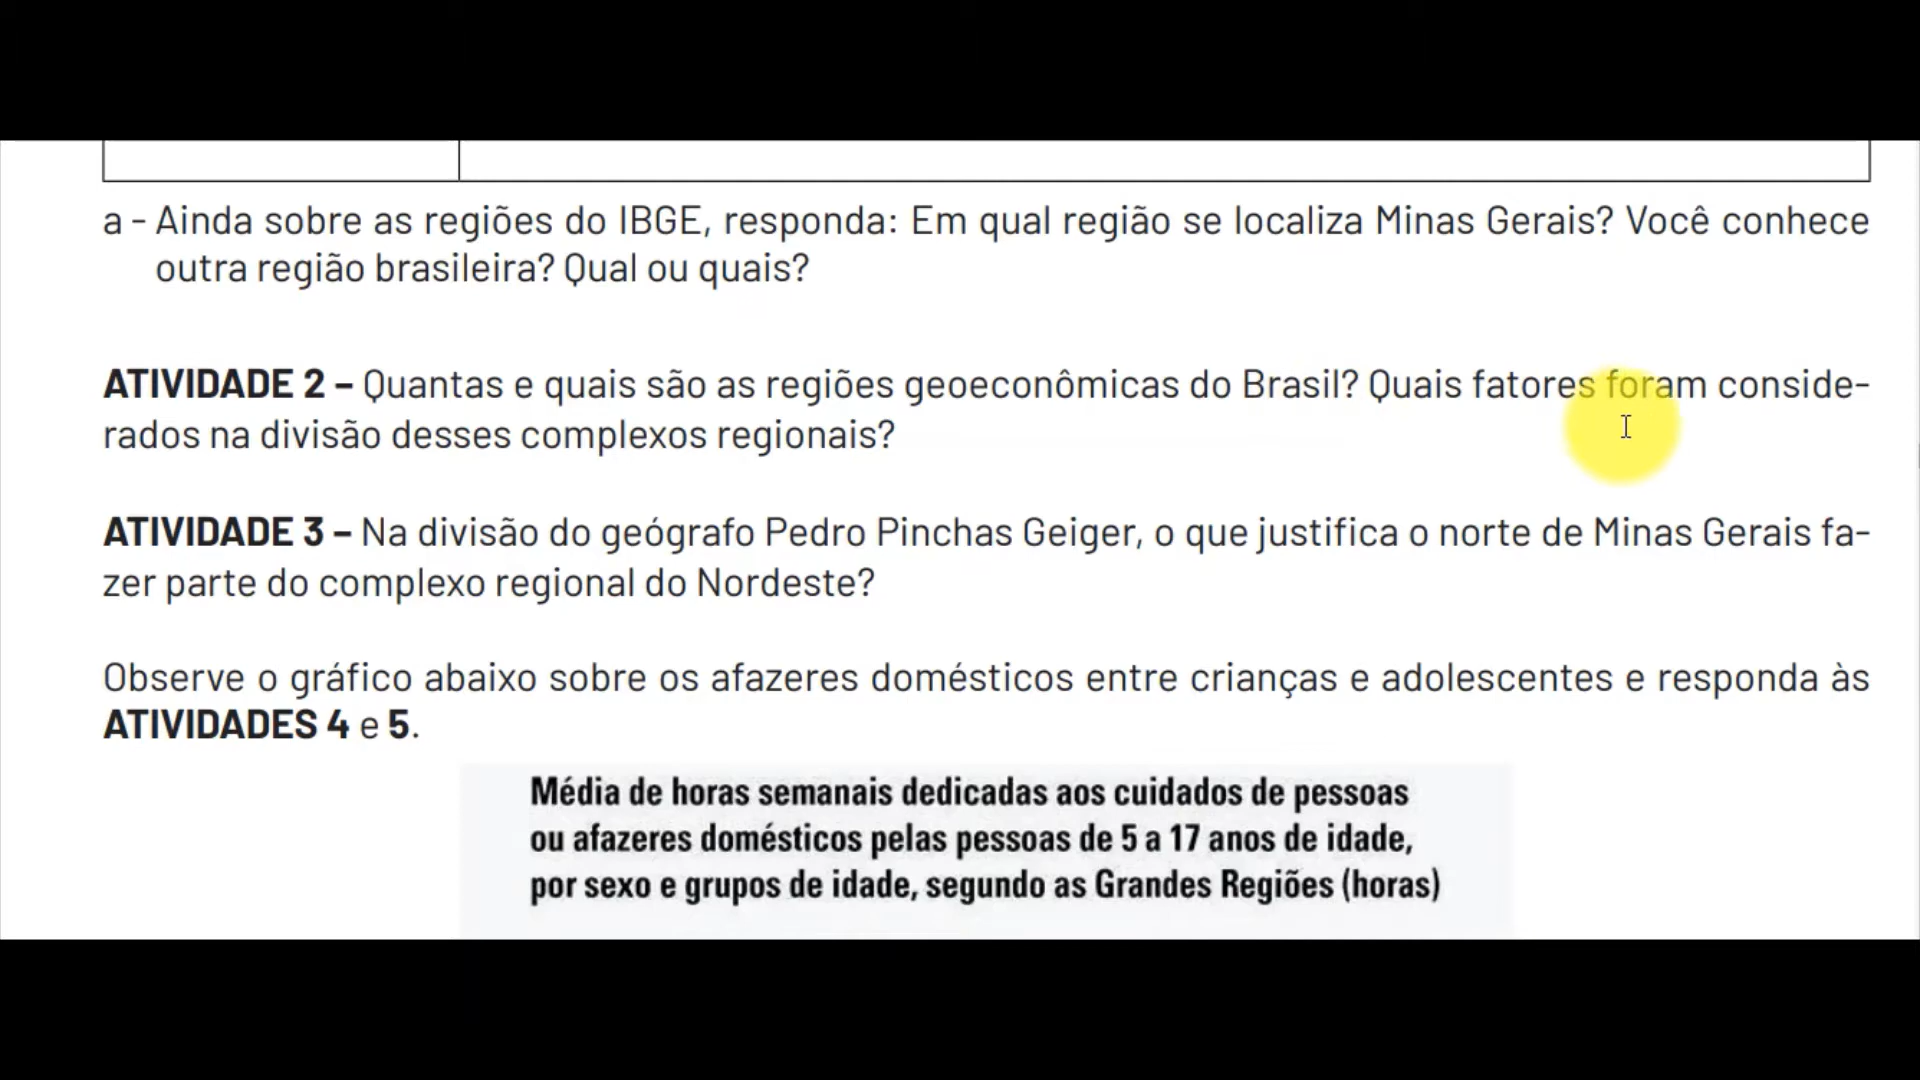 a - Ainda sobre as regiões do IBGE, responda: Em qual região se localiza Minas Gerais? Você conhece
outra região brasileira? Qual ou quais?
ATIVIDADE 2 – Quantas e quais são as regiões geoeconômicas do Brasil? Quais fatores foram conside-
rados na divisão desses complexos regionais?
ATIVIDADE 3 – Na divisão do geógrafo Pedro Pinchas Geiger, o que justifica o norte de Minas Gerais fa-
zer parte do complexo regional do Nordeste?
Observe o gráfico abaixo sobre os afazeres domésticos entre crianças e adolescentes e responda às
ATIVIDADES 4 e 5.
Média de horas semanais dedicadas aos cuidados de pessoas
ou afazeres domésticos pelas pessoas de 5 a 17 anos de idade,
por sexo e grupos de idade, segundo as Grandes Regiões (horas)